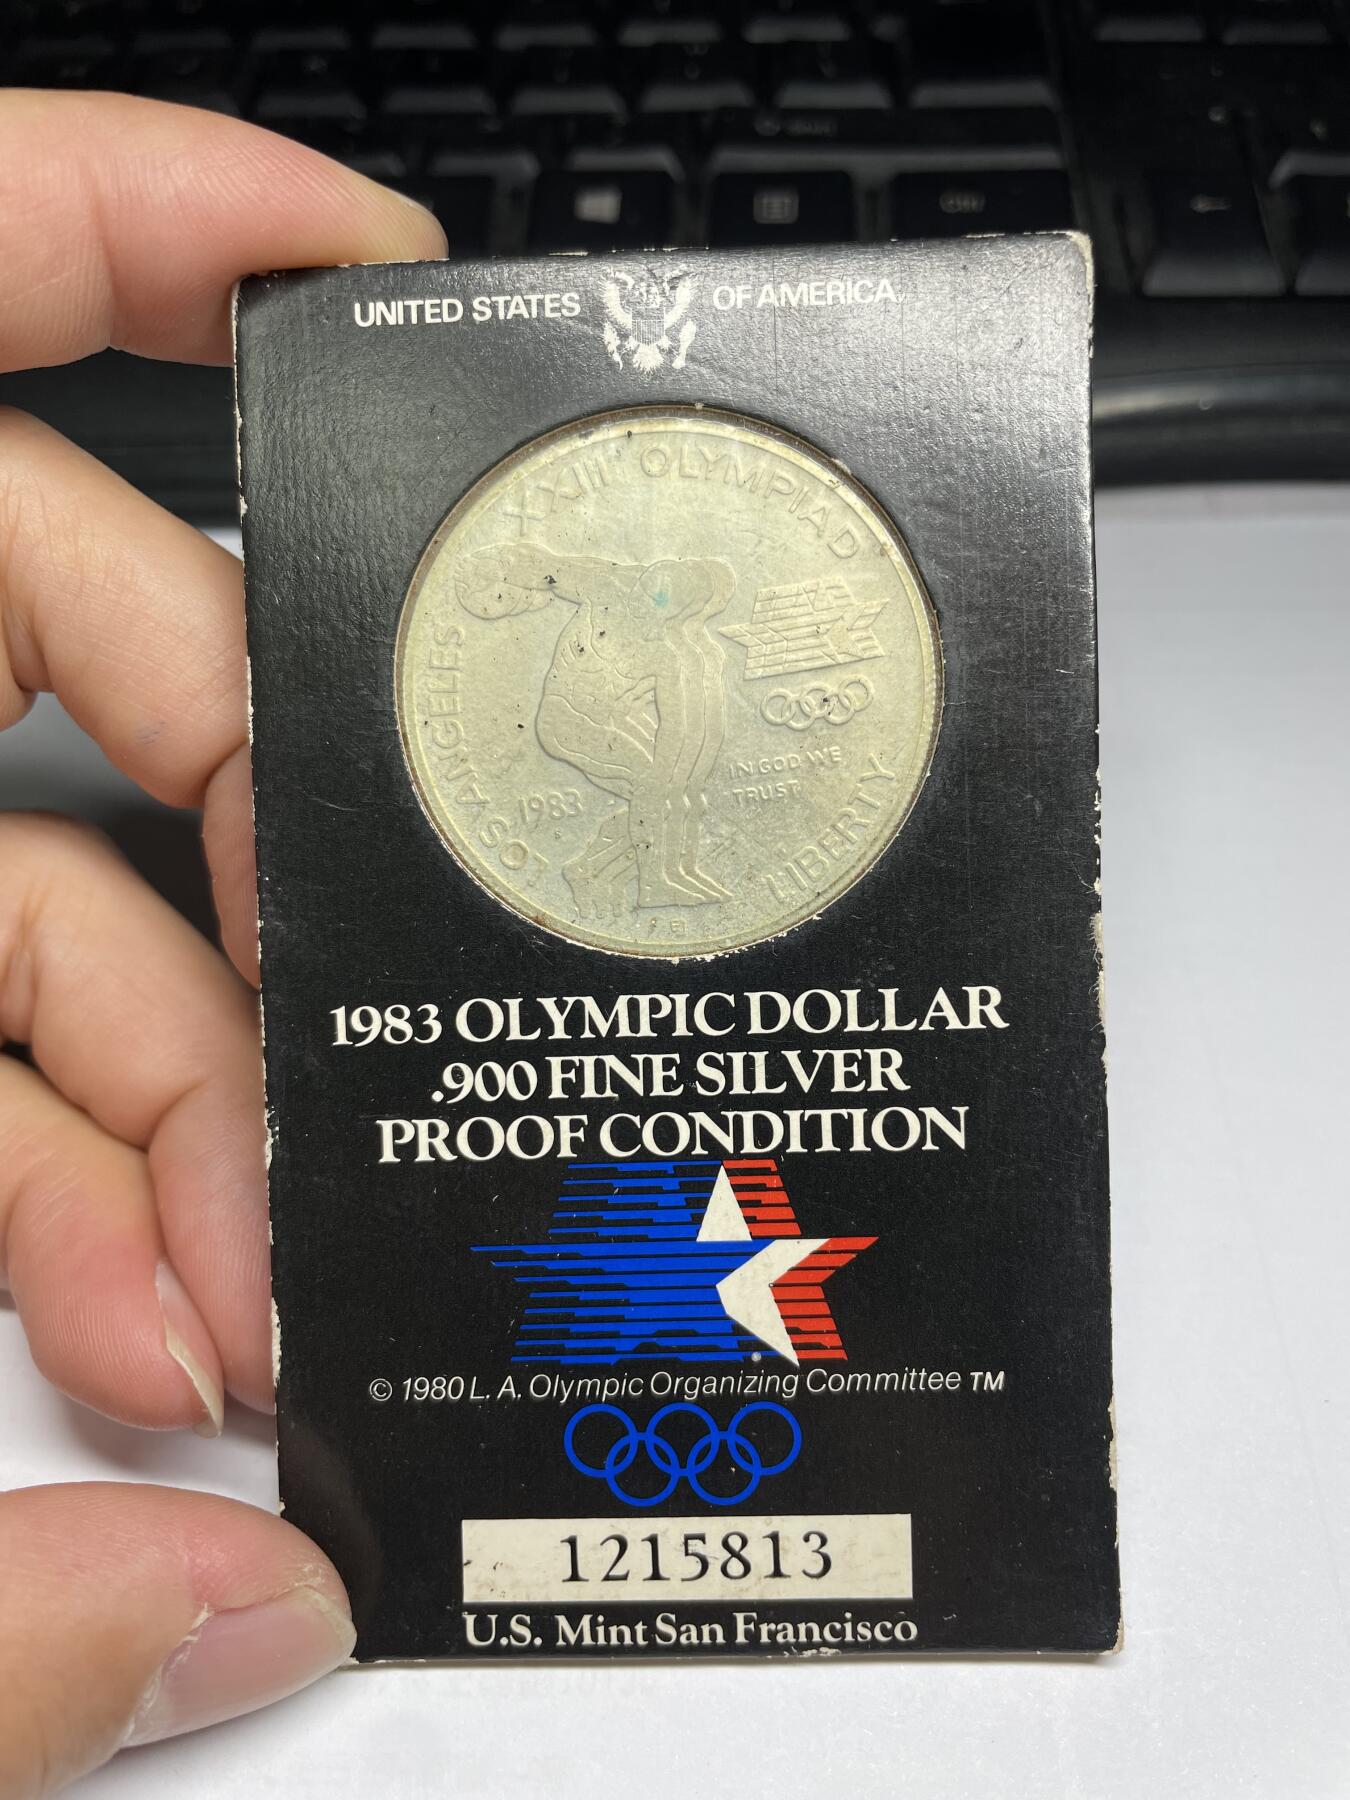 UNITED STATES OF AMERICA
XXIII OLYMPIAD
LOS ANGELES
IN GOD WE
TRUST
1983
S
LIBERTY
1983 OLYMPIC DOLLAR
.900 FINE SILVER
PROOF CONDITION
© 1980 L. A. Olympic Organizing Committee TM
1215813
U.S. Mint San Francisco